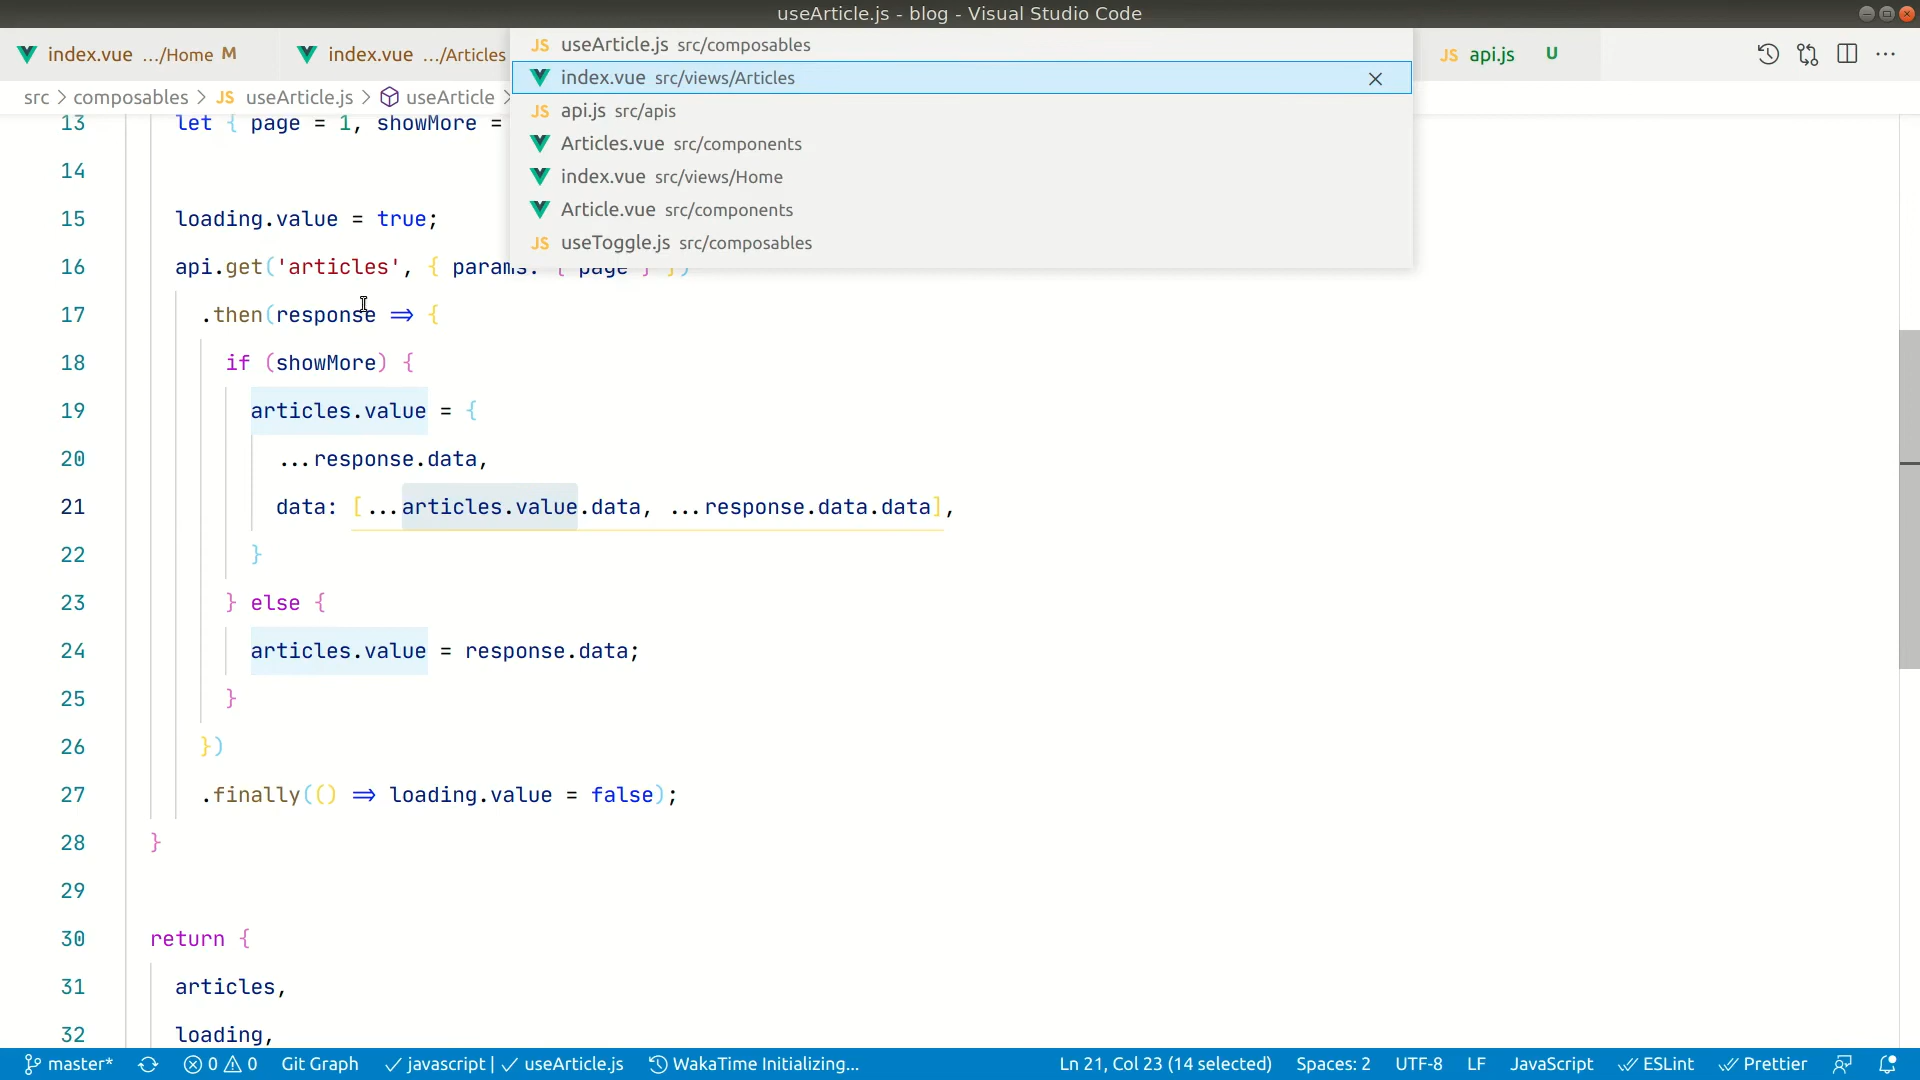 useArticle.js - blog - Visual Studio Code
index.vue .../Home M
index.vue .../Articles
JS api.js U
src > composables > JS useArticle.js > useArticle >
JS useArticle.js src/composables
index.vue src/views/Articles
JS api.js src/apis
Articles.vue src/components
index.vue src/views/Home
Article.vue src/components
JS useToggle.js src/composables
13 let { page = 1, showMore =
14
15 loading.value = true;
16 api.get('articles', { params: { page } })
17 .then(response => {
18 if (showMore) {
19 articles.value = {
20 ...response.data,
21 data: [...articles.value.data, ...response.data.data],
22 }
23 } else {
24 articles.value = response.data;
25 }
26 })
27 .finally(() => loading.value = false);
28 }
29
30 return {
31 articles,
32 loading,
master* 0 0 Git Graph javascript | useArticle.js WakaTime Initializing... Ln 21, Col 23 (14 selected) Spaces: 2 UTF-8 LF JavaScript ESLint Prettier